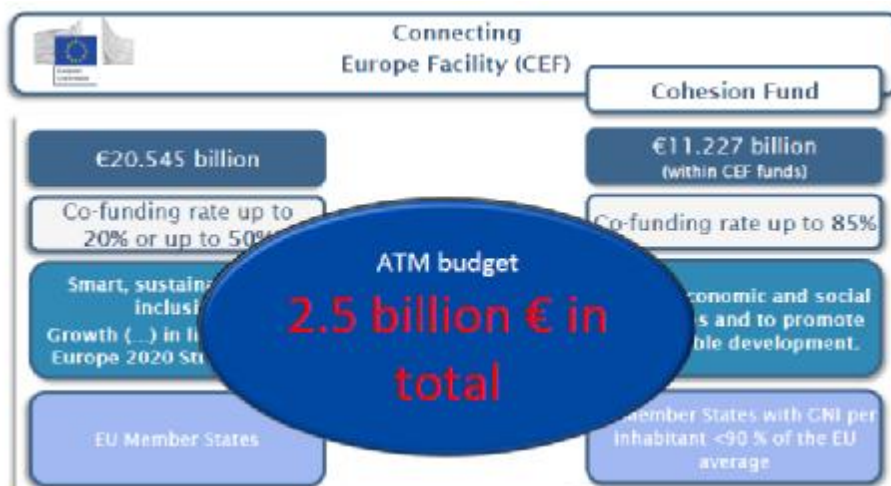 Connecting
Europe Facility (CEF)
Cohesion Fund
€20.545 billion
€11.227 billion
(within CEF funds)
Co-funding rate up to
20% or up to 50%
Co-funding rate up to 85%
ATM budget
2.5 billion € in
total
Smart, sustaina
inclusi
Growth (...) in li
Europe 2020 St
conomic and social
s and to promote
ble development.
EU Member States
Member States with GNI per
inhabitant <90 % of the EU
average